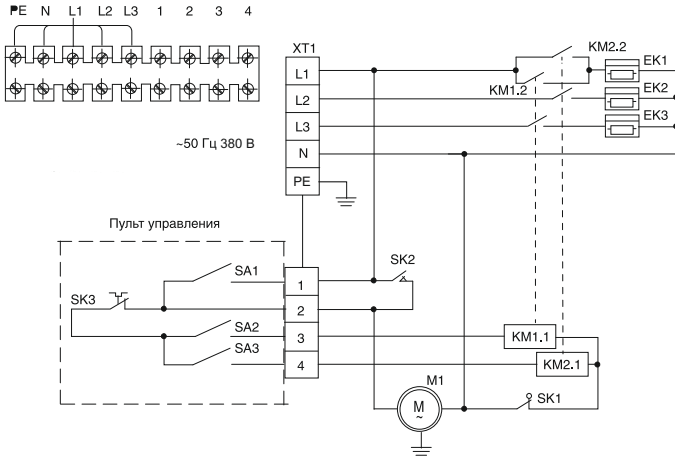 PE N L1 L2 L3 1 2 3 4
~50 Гц 380 В
XT1
L1
L2
L3
N
PE
KM2.2
KM1.2
EK1
EK2
EK3
Пульт управления
SK3
SA1
SA2
SA3
1
2
3
4
SK2
KM1.1
KM2.1
M1
M
~
SK1